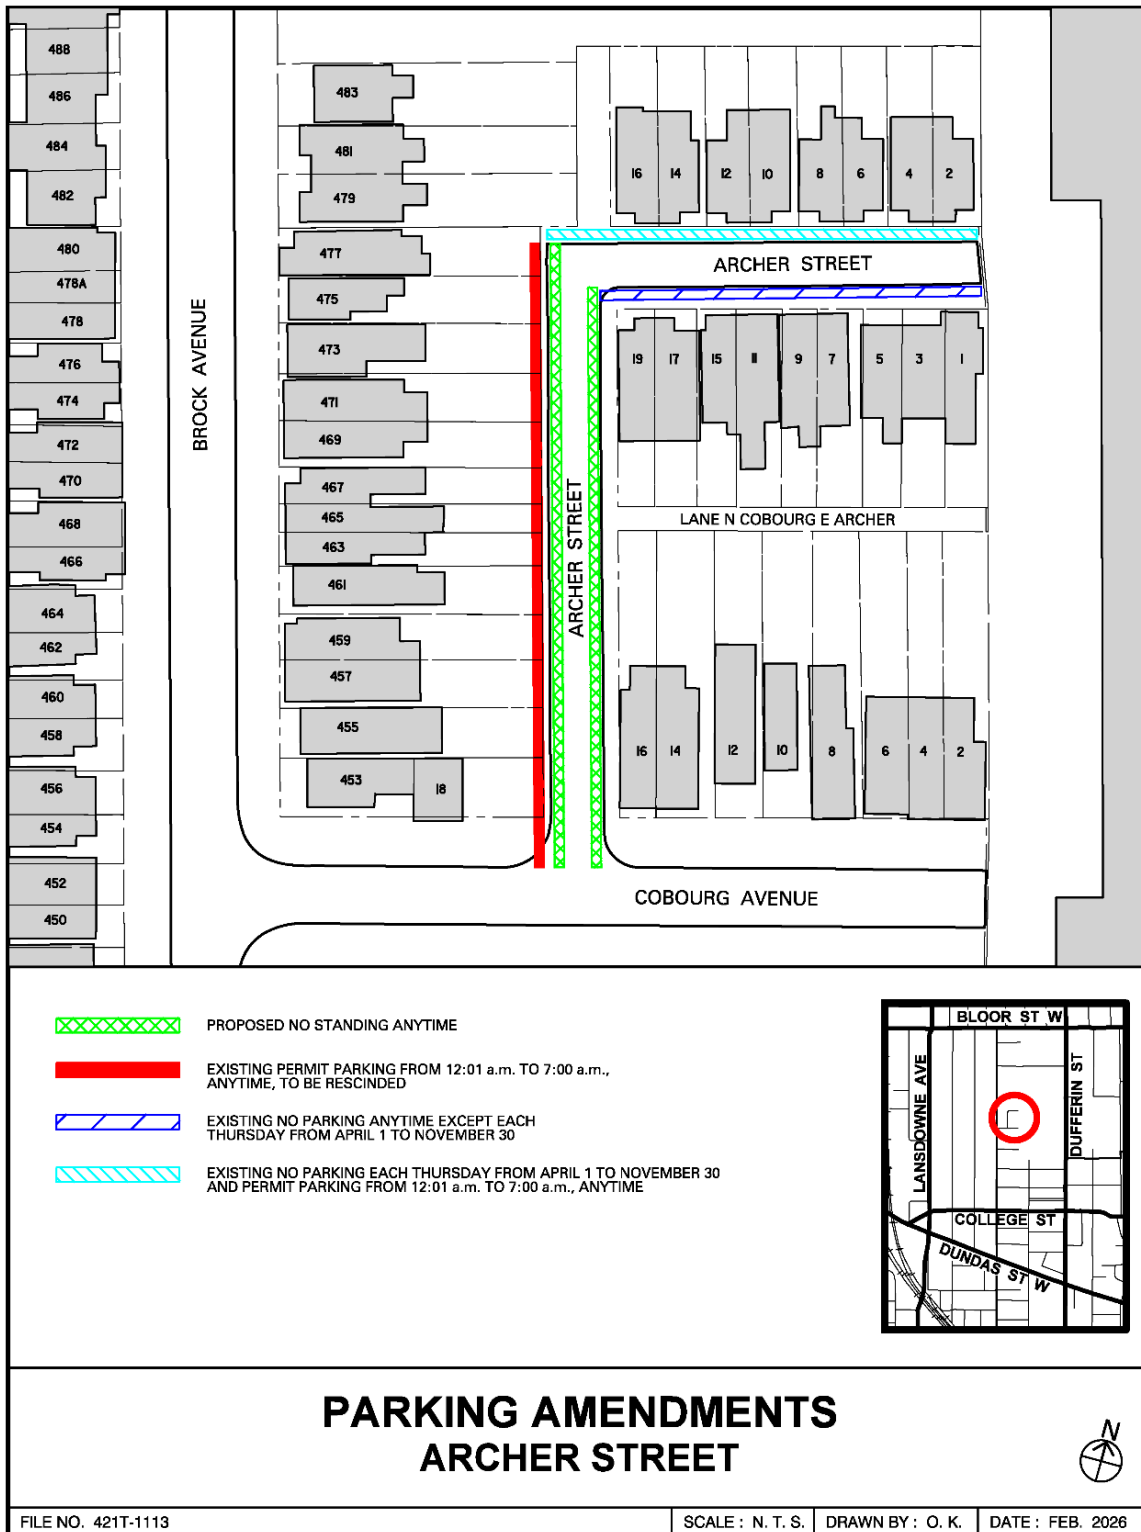 488
486
484
482
480
478A
478
476
474
472
470
468
466
464
462
460
458
456
454
452
450
BROCK AVENUE
483
481
479
477
475
473
471
469
467
465
463
461
459
457
455
453
18
16 14 12 10 8 6 4 2
ARCHER STREET
19 17 15 11 9 7 5 3 1
LANE N COBOURG E ARCHER
ARCHER STREET
16 14 12 10 8 6 4 2
COBOURG AVENUE
PROPOSED NO STANDING ANYTIME
EXISTING PERMIT PARKING FROM 12:01 a.m. TO 7:00 a.m.,
ANYTIME, TO BE RESCINDED
EXISTING NO PARKING ANYTIME EXCEPT EACH
THURSDAY FROM APRIL 1 TO NOVEMBER 30
EXISTING NO PARKING EACH THURSDAY FROM APRIL 1 TO NOVEMBER 30
AND PERMIT PARKING FROM 12:01 a.m. TO 7:00 a.m., ANYTIME
BLOOR ST W
LANSDOWNE AVE
DUFFERIN ST
COLLEGE ST
DUNDAS ST W
PARKING AMENDMENTS
ARCHER STREET
N
FILE NO. 421T-1113
SCALE : N. T. S.
DRAWN BY : O. K.
DATE : FEB. 2026